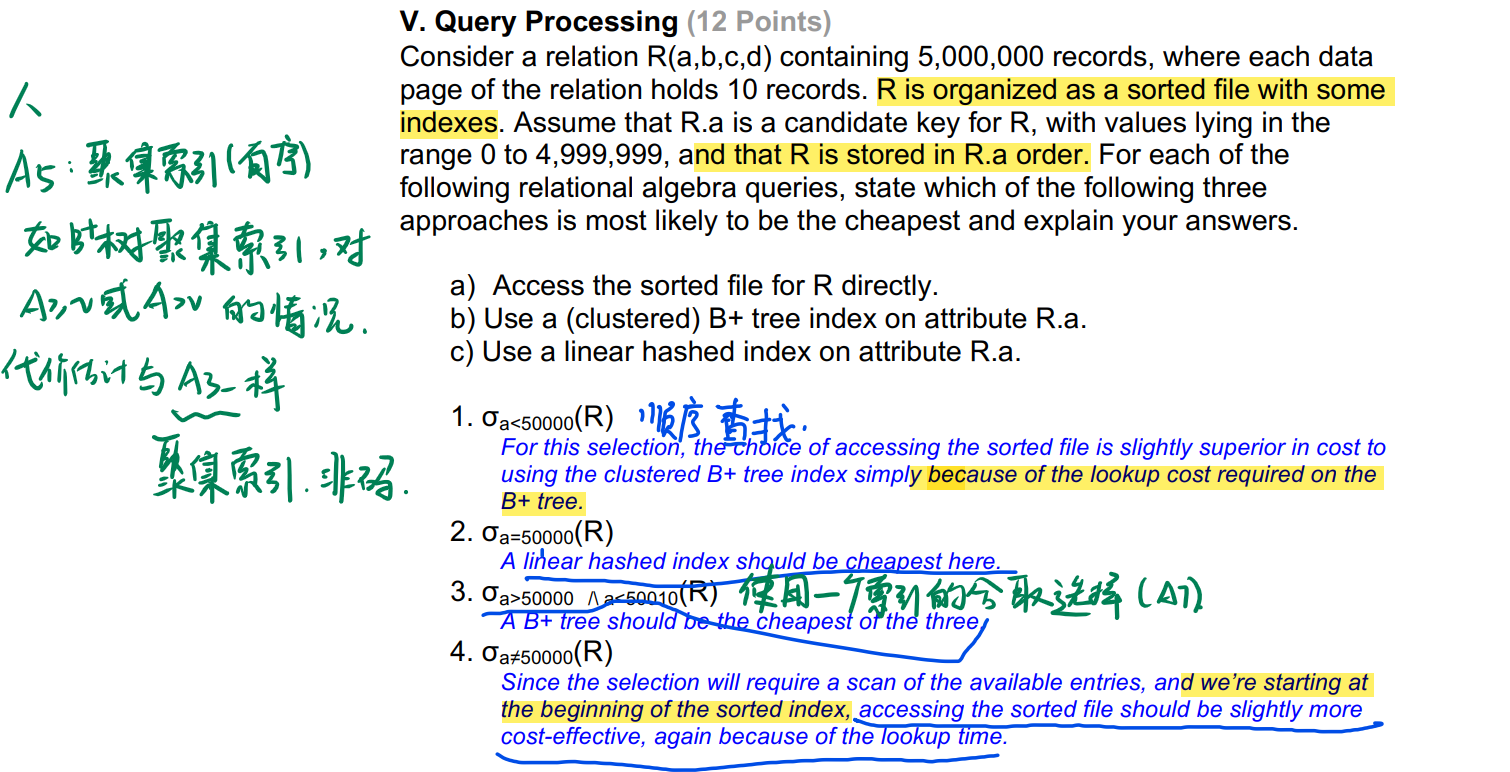 V. Query Processing (12 Points)
Consider a relation R(a,b,c,d) containing 5,000,000 records, where each data
page of the relation holds 10 records. R is organized as a sorted file with some
indexes. Assume that R.a is a candidate key for R, with values lying in the
range 0 to 4,999,999, and that R is stored in R.a order. For each of the
following relational algebra queries, state which of the following three
approaches is most likely to be the cheapest and explain your answers.
A5:聚集索引(有序)
如B+树聚集索引,对
A≥v或A>v 的情况.
代价估计与A3一样
聚集索引.非码.
a) Access the sorted file for R directly.
b) Use a (clustered) B+ tree index on attribute R.a.
c) Use a linear hashed index on attribute R.a.
1. σa<50000(R) 顺序查找.
For this selection, the choice of accessing the sorted file is slightly superior in cost to
using the clustered B+ tree index simply because of the lookup cost required on the
B+ tree.
2. σa=50000(R)
A linear hashed index should be cheapest here.
3. σa>50000 /\ a<50010(R) 使用一个索引的合取选择(A7)
A B+ tree should be the cheapest of the three.
4. σa≠50000(R)
Since the selection will require a scan of the available entries, and we're starting at
the beginning of the sorted index, accessing the sorted file should be slightly more
cost-effective, again because of the lookup time.